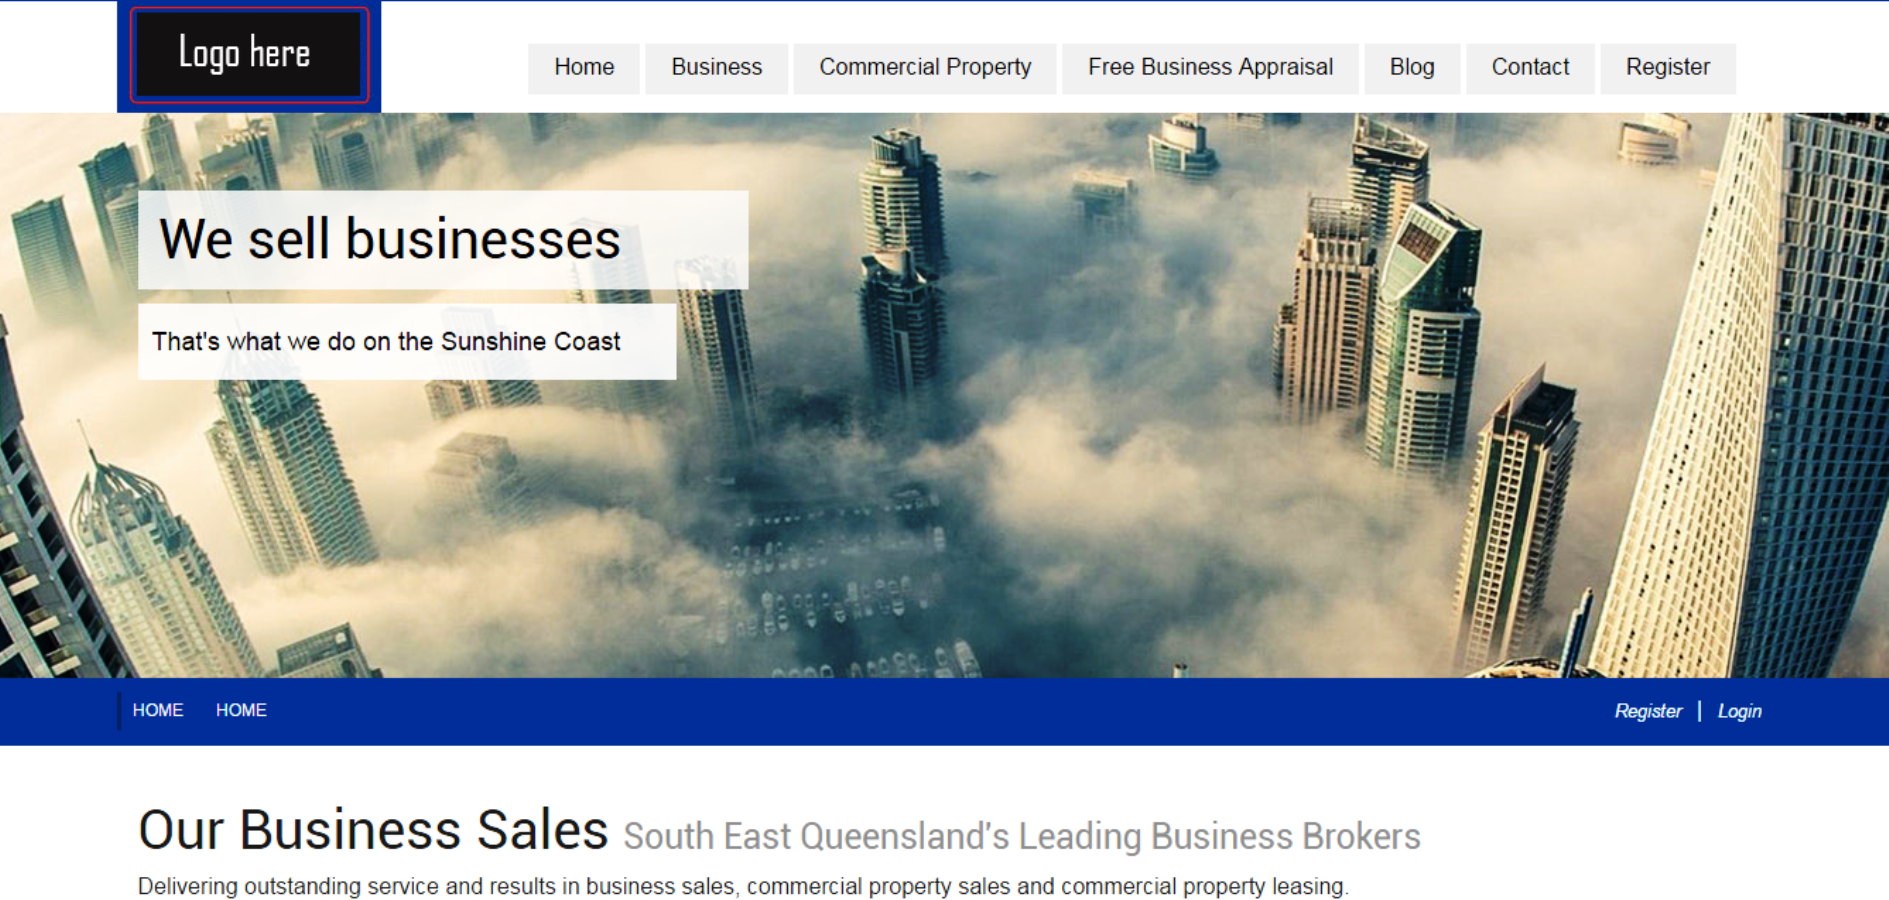 Logo here
Home Business Commercial Property Free Business Appraisal Blog Contact Register
We sell businesses
That's what we do on the Sunshine Coast
HOME HOME Register | Login
Our Business Sales South East Queensland's Leading Business Brokers
Delivering outstanding service and results in business sales, commercial property sales and commercial property leasing.